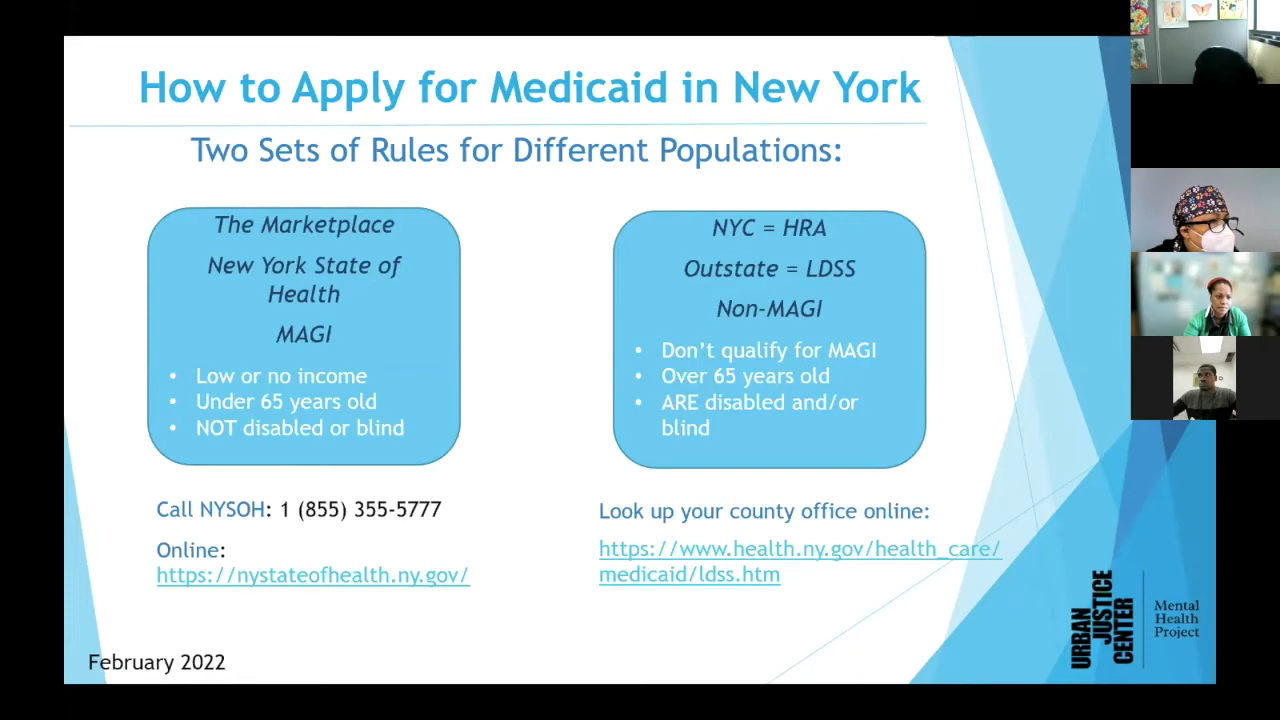 How to Apply for Medicaid in New York
Two Sets of Rules for Different Populations:
The Marketplace
New York State of
Health
MAGI
• Low or no income
• Under 65 years old
• NOT disabled or blind
NYC = HRA
Outstate = LDSS
Non-MAGI
• Don't qualify for MAGI
• Over 65 years old
• ARE disabled and/or
blind
Call NYSOH: 1 (855) 355-5777
Online:
https://nystateofhealth.ny.gov/
Look up your county office online:
https://www.health.ny.gov/health_care/
medicaid/ldss.htm
URBAN
JUSTICE
CENTER
Mental
Health
Project
February 2022